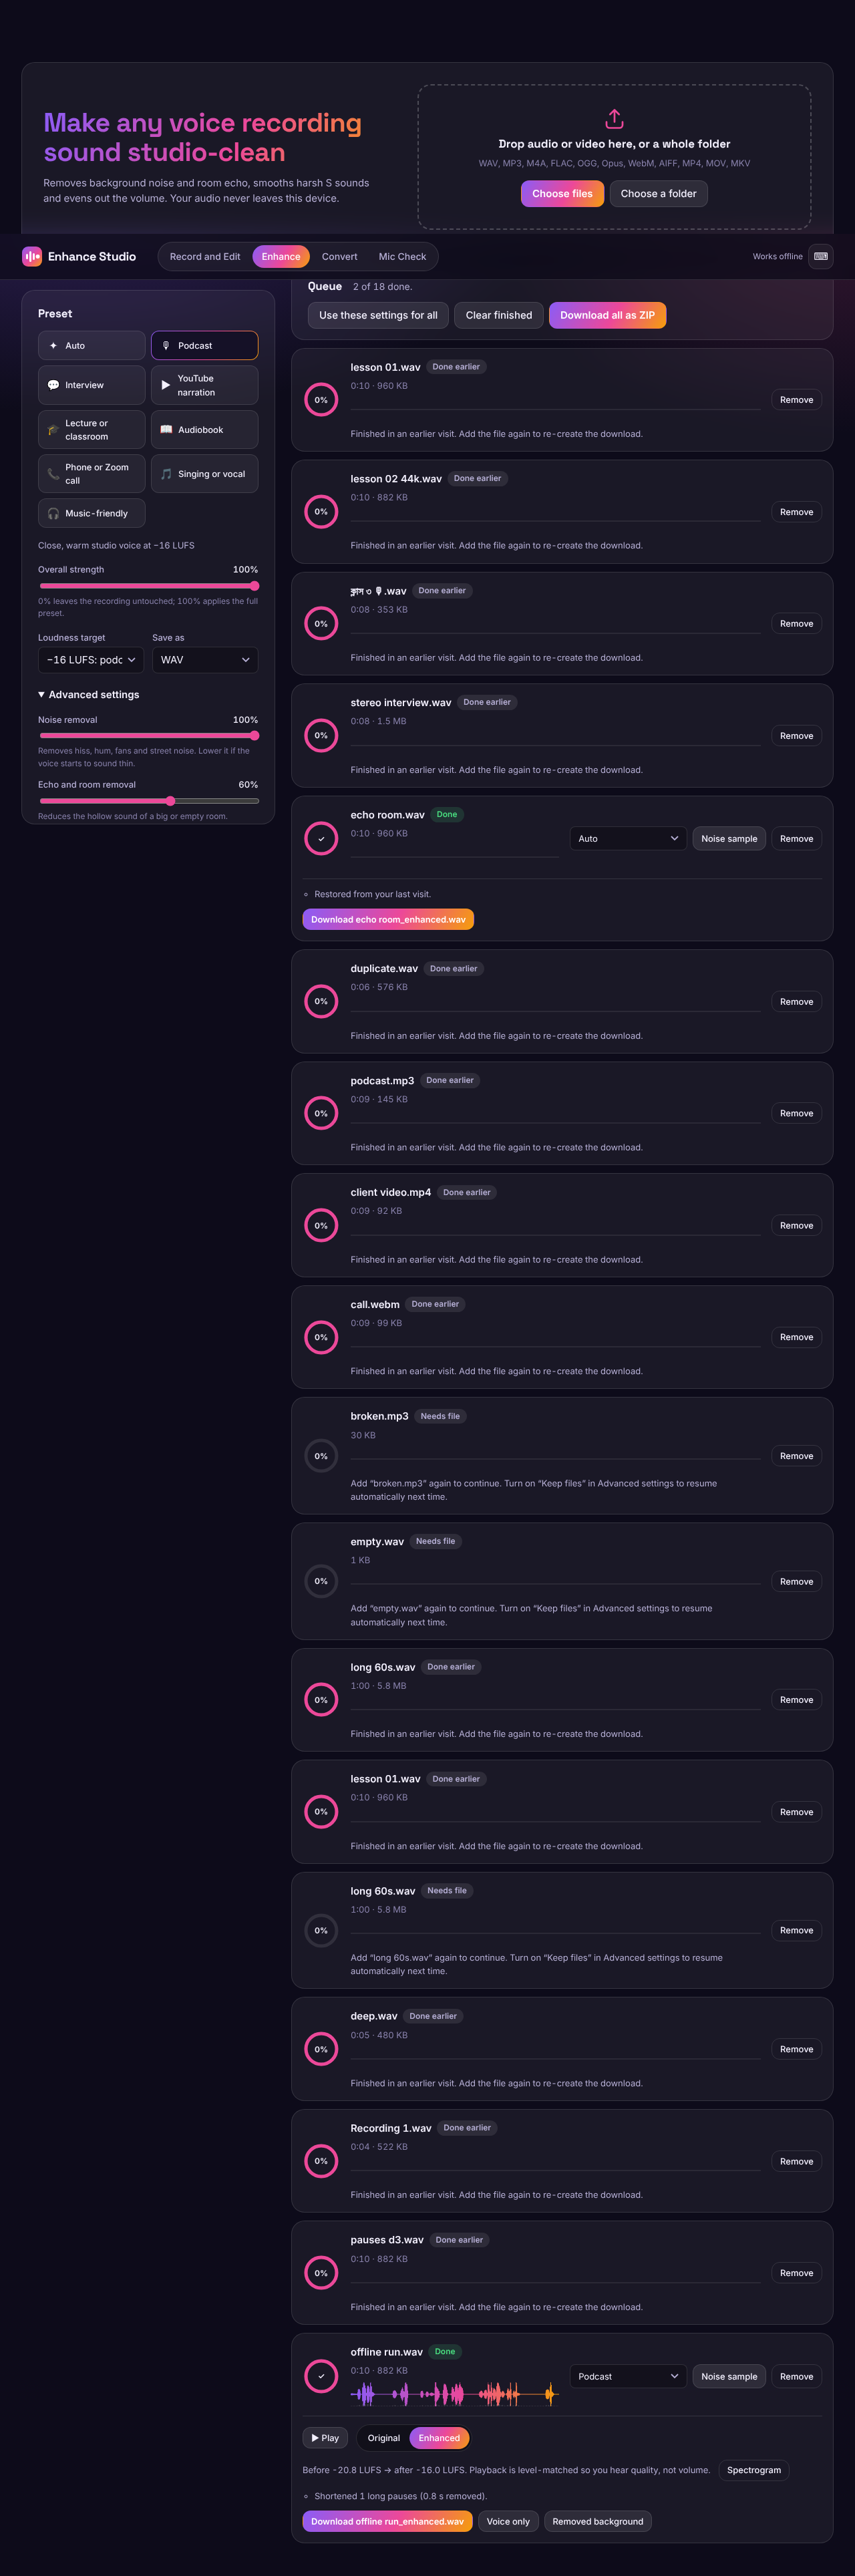 Make any voice recording
sound studio-clean
Removes background noise and room echo, smooths harsh S sounds
and evens out the volume. Your audio never leaves this device.
Drop audio or video here, or a whole folder
WAV, MP3, M4A, FLAC, OGG, Opus, WebM, AIFF, MP4, MOV, MKV
Choose files
Choose a folder
Enhance Studio
Record and Edit
Enhance
Convert
Mic Check
Works offline
Preset
Auto
Podcast
Interview
YouTube
narration
Lecture or
classroom
Audiobook
Phone or Zoom
call
Singing or vocal
Music-friendly
Close, warm studio voice at −16 LUFS
Overall strength 100%
0% leaves the recording untouched; 100% applies the full
preset.
Loudness target
Save as
−16 LUFS: podc
WAV
Advanced settings
Noise removal 100%
Removes hiss, hum, fans and street noise. Lower it if the
voice starts to sound thin.
Echo and room removal 60%
Reduces the hollow sound of a big or empty room.
Queue 2 of 18 done.
Use these settings for all
Clear finished
Download all as ZIP
lesson 01.wav Done earlier
0:10 · 960 KB
0%
Remove
Finished in an earlier visit. Add the file again to re-create the download.
lesson 02 44k.wav Done earlier
0:10 · 882 KB
0%
Remove
Finished in an earlier visit. Add the file again to re-create the download.
ক্লাস ৩ 🎙.wav Done earlier
0:08 · 353 KB
0%
Remove
Finished in an earlier visit. Add the file again to re-create the download.
stereo interview.wav Done earlier
0:08 · 1.5 MB
0%
Remove
Finished in an earlier visit. Add the file again to re-create the download.
echo room.wav Done
0:10 · 960 KB
Auto
Noise sample
Remove
Restored from your last visit.
Download echo room_enhanced.wav
duplicate.wav Done earlier
0:06 · 576 KB
0%
Remove
Finished in an earlier visit. Add the file again to re-create the download.
podcast.mp3 Done earlier
0:09 · 145 KB
0%
Remove
Finished in an earlier visit. Add the file again to re-create the download.
client video.mp4 Done earlier
0:09 · 92 KB
0%
Remove
Finished in an earlier visit. Add the file again to re-create the download.
call.webm Done earlier
0:09 · 99 KB
0%
Remove
Finished in an earlier visit. Add the file again to re-create the download.
broken.mp3 Needs file
30 KB
0%
Remove
Add “broken.mp3” again to continue. Turn on “Keep files” in Advanced settings to resume
automatically next time.
empty.wav Needs file
1 KB
0%
Remove
Add “empty.wav” again to continue. Turn on “Keep files” in Advanced settings to resume
automatically next time.
long 60s.wav Done earlier
1:00 · 5.8 MB
0%
Remove
Finished in an earlier visit. Add the file again to re-create the download.
lesson 01.wav Done earlier
0:10 · 960 KB
0%
Remove
Finished in an earlier visit. Add the file again to re-create the download.
long 60s.wav Needs file
1:00 · 5.8 MB
0%
Remove
Add “long 60s.wav” again to continue. Turn on “Keep files” in Advanced settings to resume
automatically next time.
deep.wav Done earlier
0:05 · 480 KB
0%
Remove
Finished in an earlier visit. Add the file again to re-create the download.
Recording 1.wav Done earlier
0:04 · 522 KB
0%
Remove
Finished in an earlier visit. Add the file again to re-create the download.
pauses d3.wav Done earlier
0:10 · 882 KB
0%
Remove
Finished in an earlier visit. Add the file again to re-create the download.
offline run.wav Done
0:10 · 882 KB
Podcast
Noise sample
Remove
Play
Original
Enhanced
Before -20.8 LUFS → after -16.0 LUFS. Playback is level-matched so you hear quality, not volume.
Spectrogram
Shortened 1 long pauses (0.8 s removed).
Download offline run_enhanced.wav
Voice only
Removed background